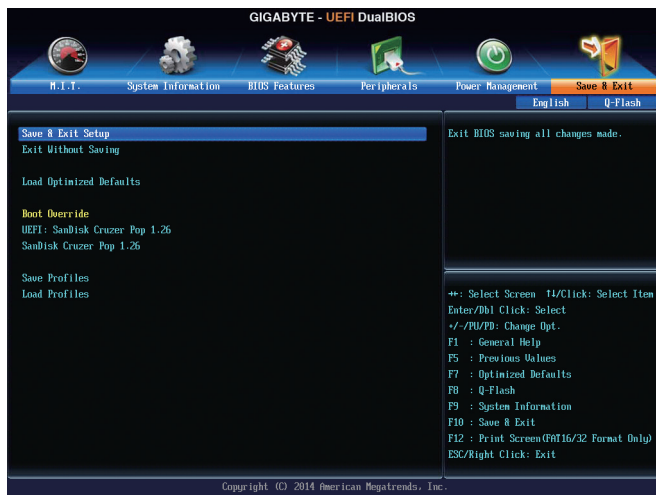 GIGABYTE - UEFI DualBIOS
M.I.T.
System Information
BIOS Features
Peripherals
Power Management
Save & Exit
English
Q-Flash
Save & Exit Setup
Exit Without Saving
Load Optimized Defaults
Boot Override
UEFI: SanDisk Cruzer Pop 1.26
SanDisk Cruzer Pop 1.26
Save Profiles
Load Profiles
Exit BIOS saving all changes made.
→←: Select Screen ↑↓/Click: Select Item
Enter/Dbl Click: Select
+/-/PU/PD: Change Opt.
F1 : General Help
F5 : Previous Values
F7 : Optimized Defaults
F8 : Q-Flash
F9 : System Information
F10 : Save & Exit
F12 : Print Screen(FAT16/32 Format Only)
ESC/Right Click: Exit
Copyright (C) 2014 American Megatrends, Inc.